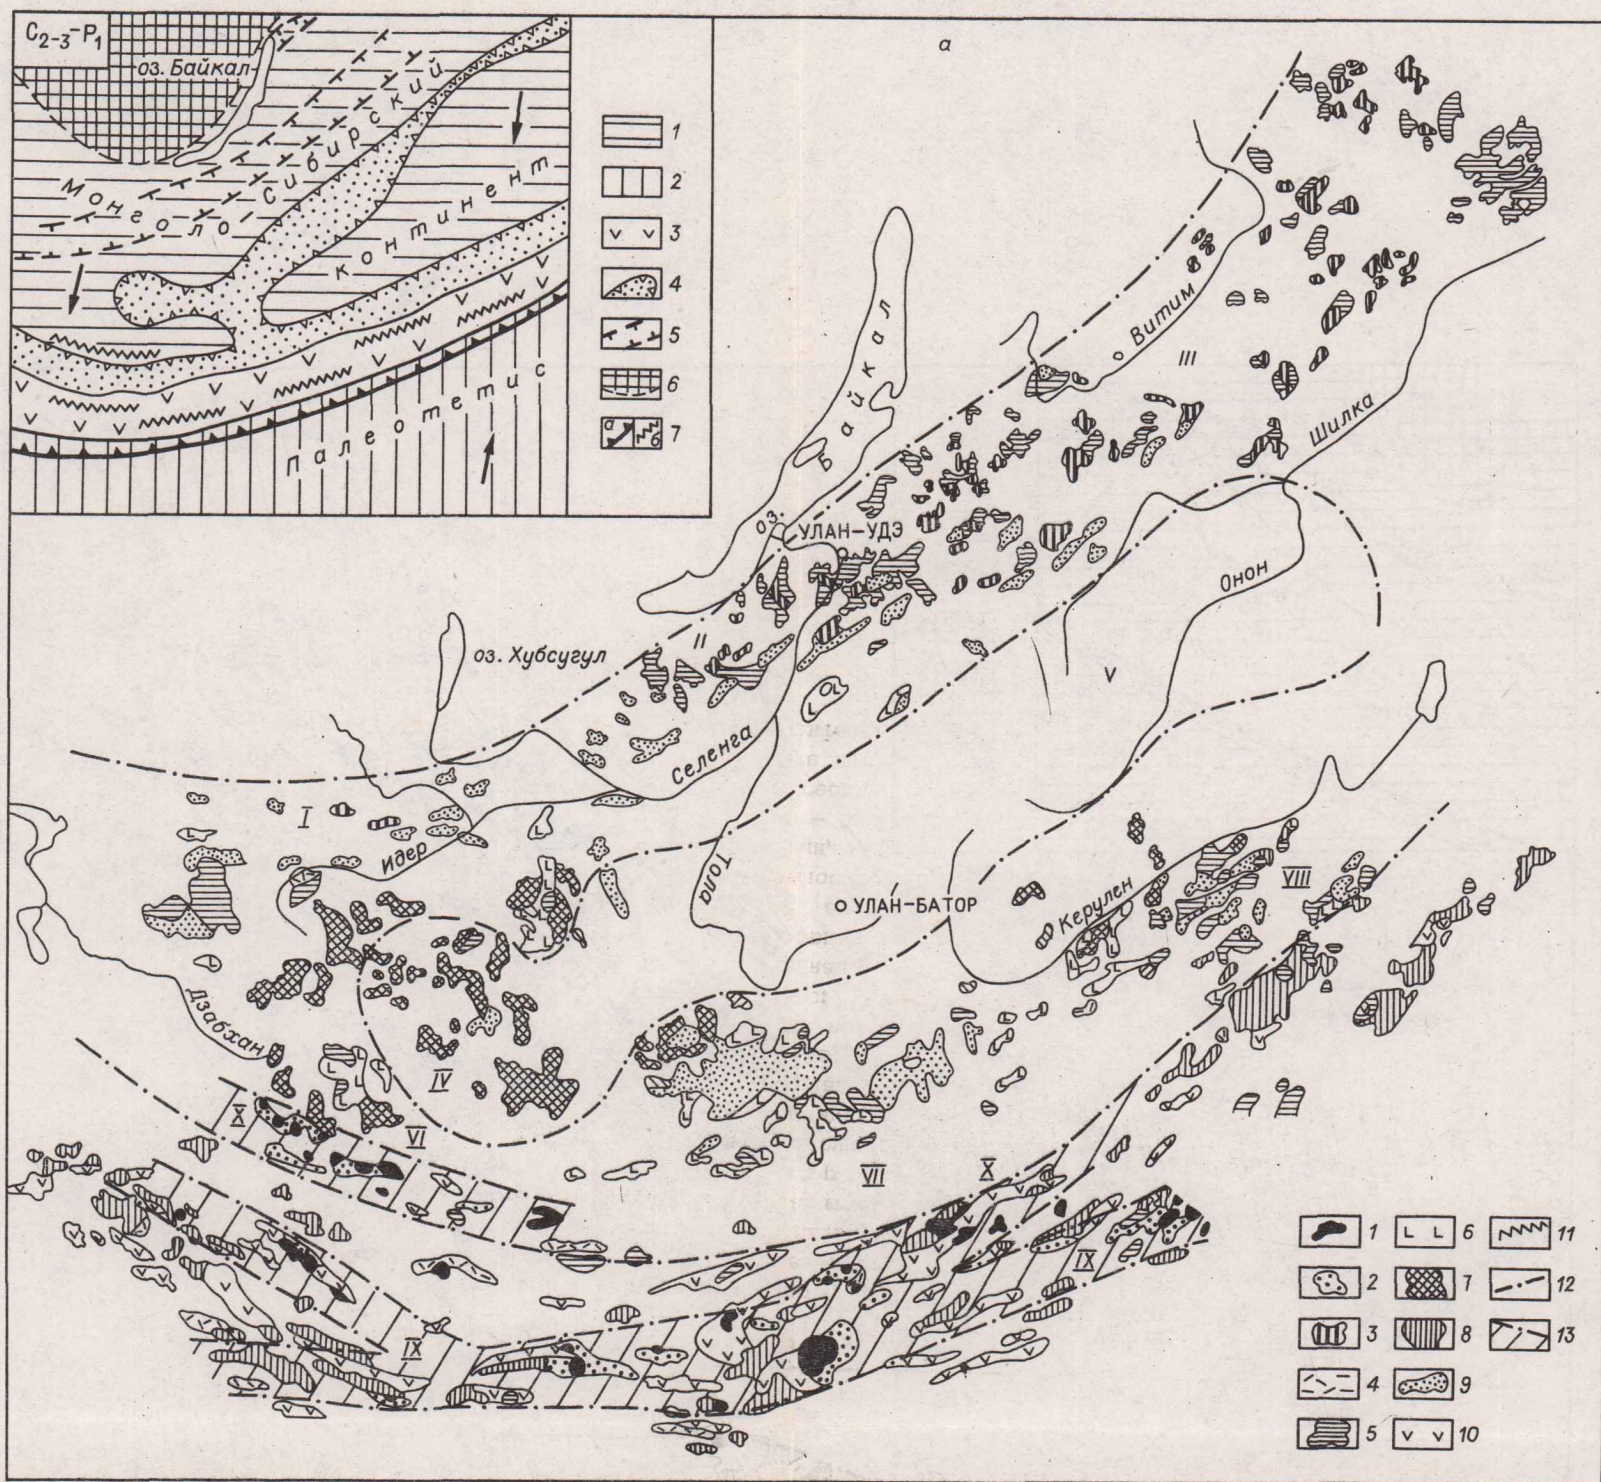 C₂₋₃-P₁
оз. Байкал
Монголо-Сибирский
континент
Палеотетис
1
2
3
4
5
6
а б 7
а
Витим
III
Шилка
оз. Байкал
УЛАН-УДЭ
Онон
II
оз. Хубсугул
V
Селенга
I
Идер
Тола
УЛАН-БАТОР
Керулен
VIII
Дзабхан
IV
X
VI
VII
X
IX
IX
1 6 11
2 7 12
3 8 13
4 9
5 10